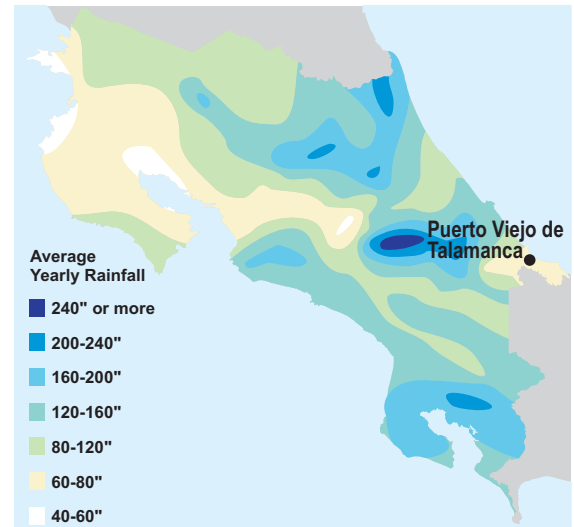 Puerto Viejo de
Talamanca
Average
Yearly Rainfall
240" or more
200-240"
160-200"
120-160"
80-120"
60-80"
40-60"